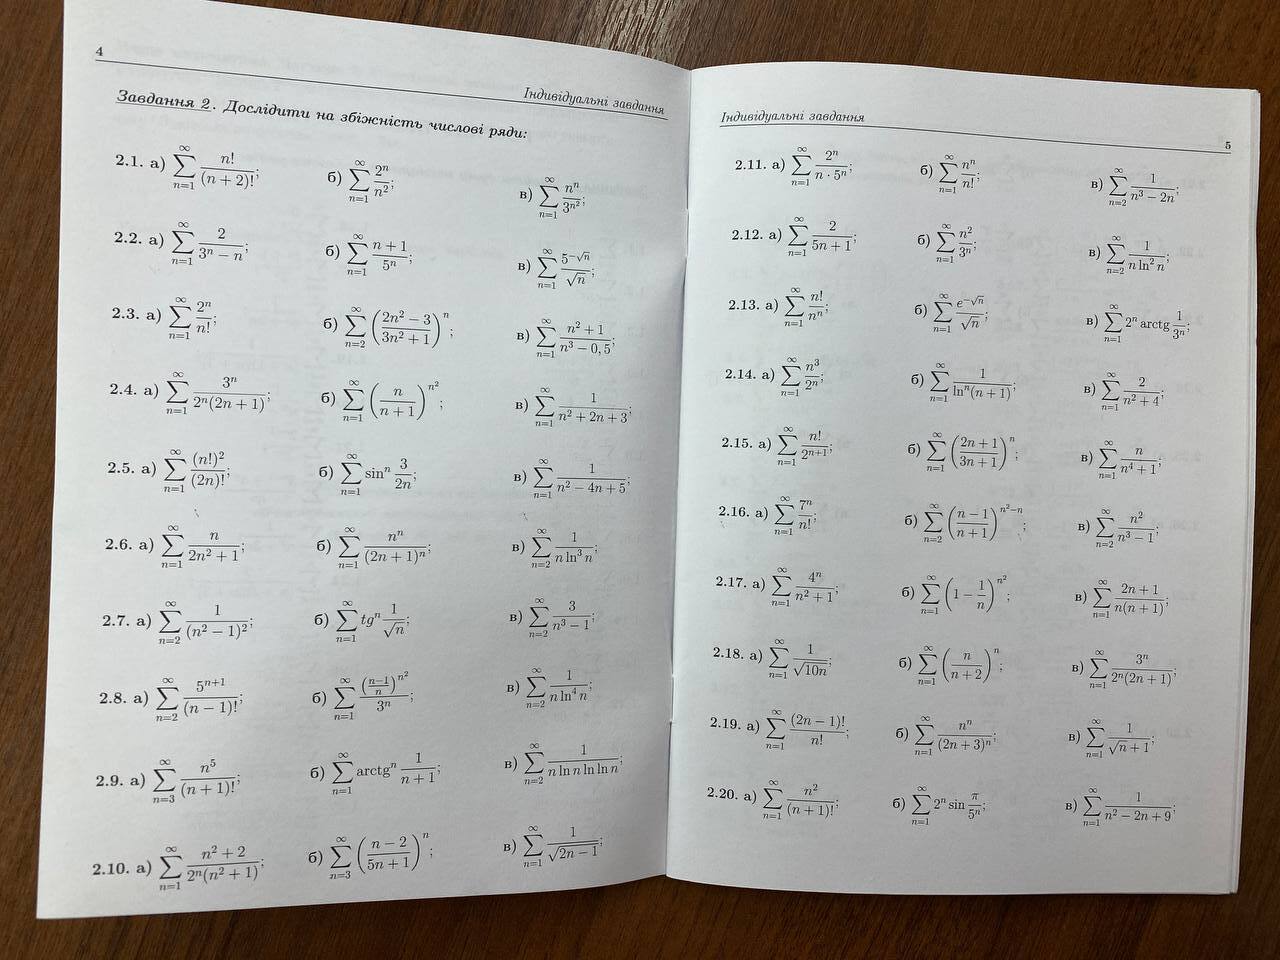 4
Індивідуальні завдання
Завдання 2. Дослідити на збіжність числові ряди:
2.1. а) $\sum_{n=1}^{\infty} \frac{n!}{(n+2)!}$; б) $\sum_{n=1}^{\infty} \frac{2^n}{n^2}$; в) $\sum_{n=1}^{\infty} \frac{n^n}{3^{n^2}}$;
2.2. а) $\sum_{n=1}^{\infty} \frac{2}{3^n-n}$; б) $\sum_{n=1}^{\infty} \frac{n+1}{5^n}$; в) $\sum_{n=1}^{\infty} \frac{5^{-\sqrt{n}}}{\sqrt{n}}$;
2.3. а) $\sum_{n=1}^{\infty} \frac{2^n}{n!}$; б) $\sum_{n=2}^{\infty} \left(\frac{2n^2-3}{3n^2+1}\right)^n$; в) $\sum_{n=1}^{\infty} \frac{n^2+1}{n^3-0,5}$;
2.4. а) $\sum_{n=1}^{\infty} \frac{3^n}{2^n(2n+1)}$; б) $\sum_{n=1}^{\infty} \left(\frac{n}{n+1}\right)^{n^2}$; в) $\sum_{n=1}^{\infty} \frac{1}{n^2+2n+3}$;
2.5. а) $\sum_{n=1}^{\infty} \frac{(n!)^2}{(2n)!}$; б) $\sum_{n=1}^{\infty} \sin^n \frac{3}{2n}$; в) $\sum_{n=1}^{\infty} \frac{1}{n^2-4n+5}$;
2.6. а) $\sum_{n=1}^{\infty} \frac{n}{2n^2+1}$; б) $\sum_{n=1}^{\infty} \frac{n^n}{(2n+1)^n}$; в) $\sum_{n=2}^{\infty} \frac{1}{n\ln^3 n}$;
2.7. а) $\sum_{n=2}^{\infty} \frac{1}{(n^2-1)^2}$; б) $\sum_{n=1}^{\infty} tg^n \frac{1}{\sqrt{n}}$; в) $\sum_{n=2}^{\infty} \frac{3}{n^3-1}$;
2.8. а) $\sum_{n=2}^{\infty} \frac{5^{n+1}}{(n-1)!}$; б) $\sum_{n=1}^{\infty} \frac{\left(\frac{n-1}{n}\right)^{n^2}}{3^n}$; в) $\sum_{n=2}^{\infty} \frac{1}{n\ln^4 n}$;
2.9. а) $\sum_{n=3}^{\infty} \frac{n^5}{(n+1)!}$; б) $\sum_{n=1}^{\infty} \text{arctg}^n \frac{1}{n+1}$; в) $\sum_{n=2}^{\infty} \frac{1}{n\ln n\ln\ln n}$;
2.10. а) $\sum_{n=1}^{\infty} \frac{n^2+2}{2^n(n^2+1)}$; б) $\sum_{n=3}^{\infty} \left(\frac{n-2}{5n+1}\right)^n$; в) $\sum_{n=1}^{\infty} \frac{1}{\sqrt{2n-1}}$;
Індивідуальні завдання
5
2.11. а) $\sum_{n=1}^{\infty} \frac{2^n}{n\cdot 5^n}$; б) $\sum_{n=1}^{\infty} \frac{n^n}{n!}$; в) $\sum_{n=2}^{\infty} \frac{1}{n^3-2n}$;
2.12. а) $\sum_{n=1}^{\infty} \frac{2}{5n+1}$; б) $\sum_{n=1}^{\infty} \frac{n^2}{3^n}$; в) $\sum_{n=2}^{\infty} \frac{1}{n\ln^2 n}$;
2.13. а) $\sum_{n=1}^{\infty} \frac{n!}{n^n}$; б) $\sum_{n=1}^{\infty} \frac{e^{-\sqrt{n}}}{\sqrt{n}}$; в) $\sum_{n=1}^{\infty} 2^n \text{arctg} \frac{1}{3^n}$;
2.14. а) $\sum_{n=1}^{\infty} \frac{n^3}{2^n}$; б) $\sum_{n=1}^{\infty} \frac{1}{\ln^n(n+1)}$; в) $\sum_{n=1}^{\infty} \frac{2}{n^2+4}$;
2.15. а) $\sum_{n=1}^{\infty} \frac{n!}{2^{n+1}}$; б) $\sum_{n=1}^{\infty} \left(\frac{2n+1}{3n+1}\right)^n$; в) $\sum_{n=1}^{\infty} \frac{n}{n^4+1}$;
2.16. а) $\sum_{n=1}^{\infty} \frac{7^n}{n!}$; б) $\sum_{n=2}^{\infty} \left(\frac{n-1}{n+1}\right)^{n^2-n}$; в) $\sum_{n=2}^{\infty} \frac{n^2}{n^3-1}$;
2.17. а) $\sum_{n=1}^{\infty} \frac{4^n}{n^2+1}$; б) $\sum_{n=1}^{\infty} \left(1-\frac{1}{n}\right)^{n^2}$; в) $\sum_{n=1}^{\infty} \frac{2n+1}{n(n+1)}$;
2.18. а) $\sum_{n=1}^{\infty} \frac{1}{\sqrt{10n}}$; б) $\sum_{n=1}^{\infty} \left(\frac{n}{n+2}\right)^n$; в) $\sum_{n=1}^{\infty} \frac{3^n}{2^n(2n+1)}$;
2.19. а) $\sum_{n=1}^{\infty} \frac{(2n-1)!}{n!}$; б) $\sum_{n=1}^{\infty} \frac{n^n}{(2n+3)^n}$; в) $\sum_{n=1}^{\infty} \frac{1}{\sqrt{n}+1}$;
2.20. а) $\sum_{n=1}^{\infty} \frac{n^2}{(n+1)!}$; б) $\sum_{n=1}^{\infty} 2^n \sin \frac{\pi}{5^n}$; в) $\sum_{n=1}^{\infty} \frac{1}{n^2-2n+9}$;